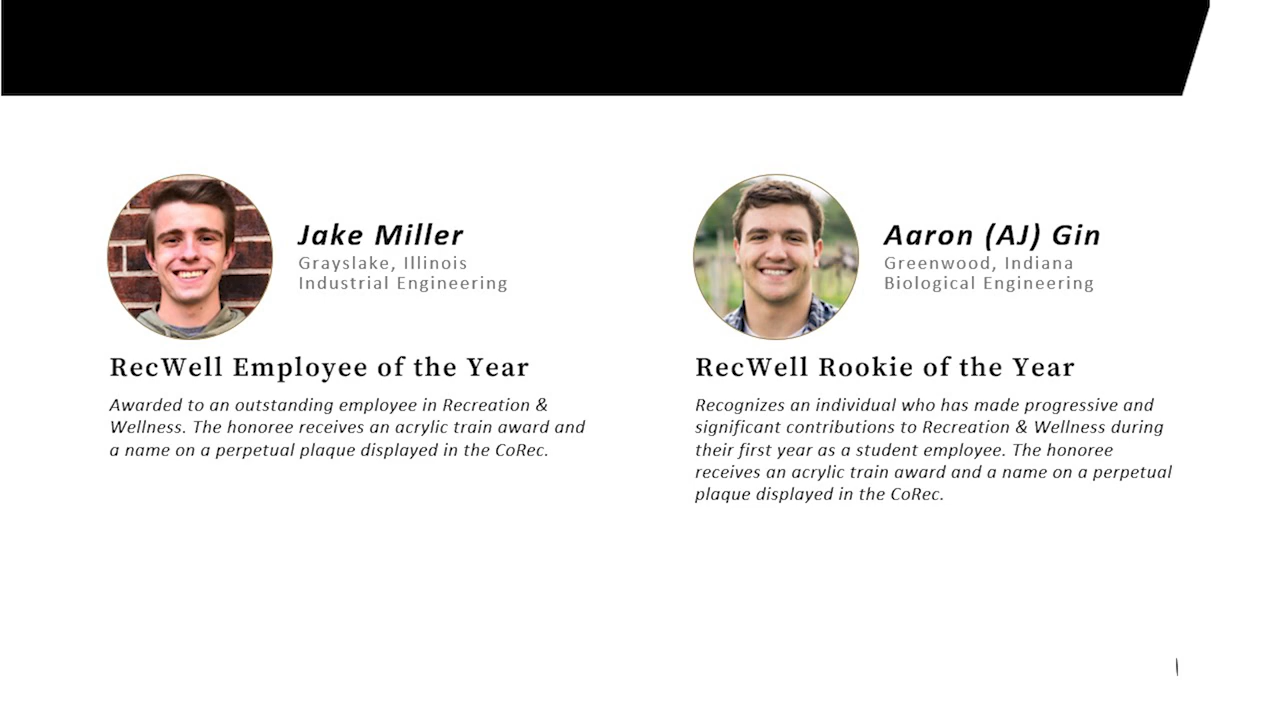 Jake Miller
Grayslake, Illinois
Industrial Engineering
RecWell Employee of the Year
Awarded to an outstanding employee in Recreation &
Wellness. The honoree receives an acrylic train award and
a name on a perpetual plaque displayed in the CoRec.
Aaron (AJ) Gin
Greenwood, Indiana
Biological Engineering
RecWell Rookie of the Year
Recognizes an individual who has made progressive and
significant contributions to Recreation & Wellness during
their first year as a student employee. The honoree
receives an acrylic train award and a name on a perpetual
plaque displayed in the CoRec.